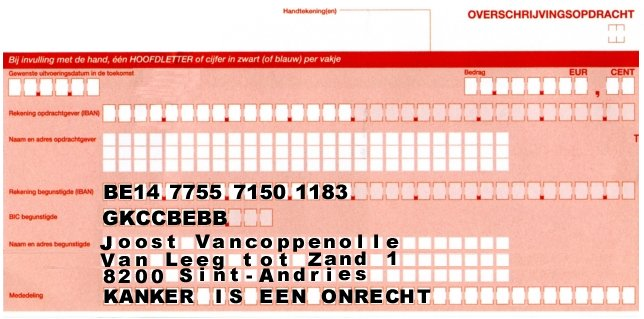 Handtekening(en)
OVERSCHRIJVINGSOPDRACHT
Bij invulling met de hand, één HOOFDLETTER of cijfer in zwart (of blauw) per vakje
Gewenste uitvoeringsdatum in de toekomst
Bedrag EUR , CENT
Rekening opdrachtgever (IBAN)
Naam en adres opdrachtgever
T
Rekening begunstigde (IBAN) BE14 7755 7150 1183
BIC begunstigde GKCCBEBB
Naam en adres begunstigde
Joost Vancoppenolle
Van Leeg tot Zand 1
8200 Sint-Andries
Mededeling KANKER IS EEN ONRECHT